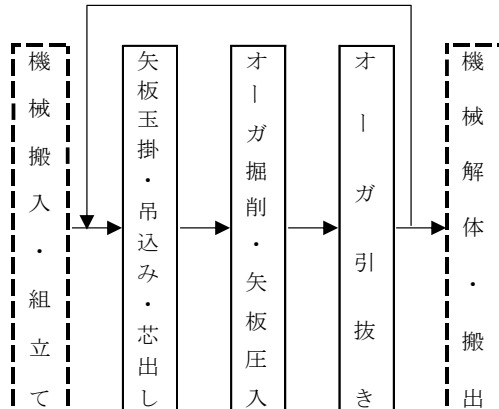 機械搬入・組立て
矢板玉掛・吊込み・芯出し
オーガ掘削・矢板圧入
オーガ引抜き
機械解体・搬出